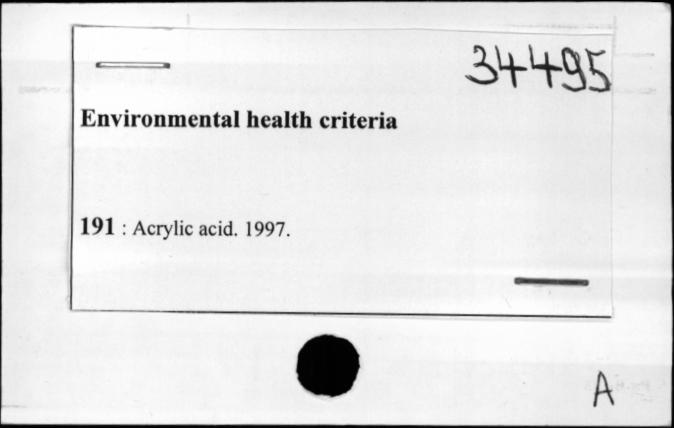 34495
Environmental health criteria
191 : Acrylic acid. 1997.
A